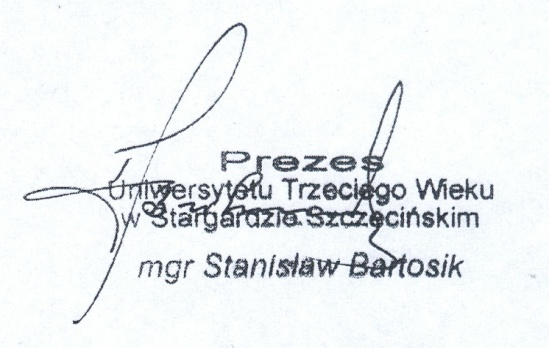 Prezes
Uniwersytetu Trzeciego Wieku
w Stargardzie Szczecińskim
mgr Stanisław Bartosik